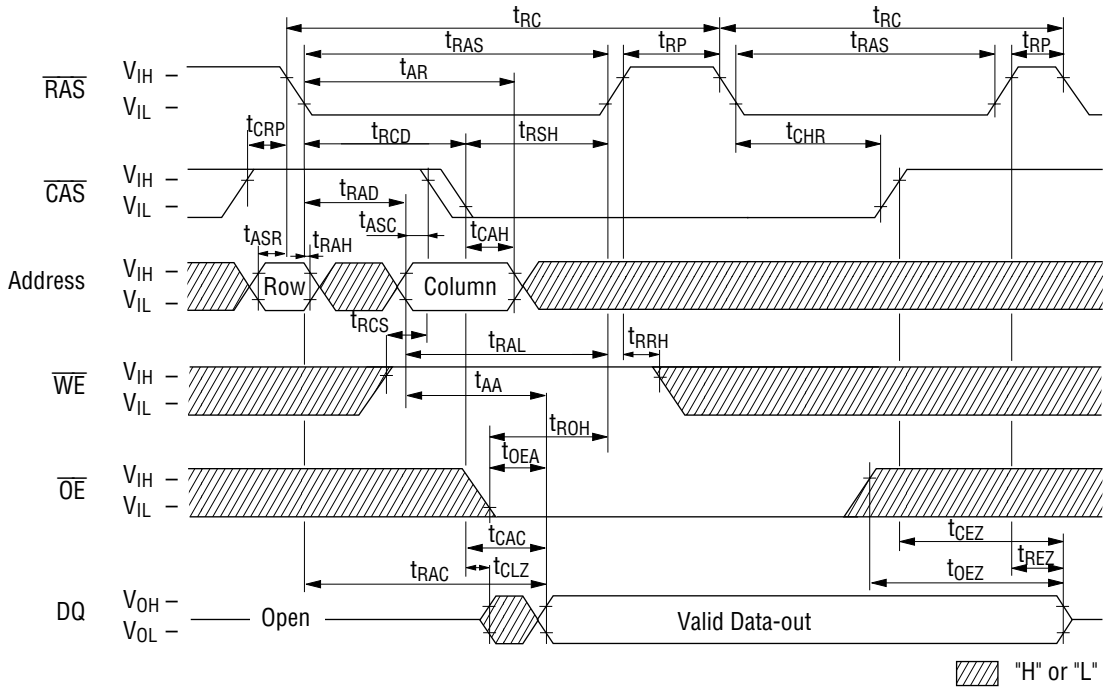 tRC tRC
tRAS tRP tRAS tRP
tAR
RAS VIH –
VIL –
tCRP tRCD tRSH tCHR
CAS VIH –
VIL –
tRAD
tASC tCAH
tASR tRAH
Address VIH –
VIL –
Row Column
tRCS tRAL tRRH
WE VIH –
VIL –
tAA
tROH
tOEA
OE VIH –
VIL –
tCAC tCEZ
tRAC tCLZ tOEZ tREZ
DQ VOH –
VOL –
Open Valid Data-out
"H" or "L"